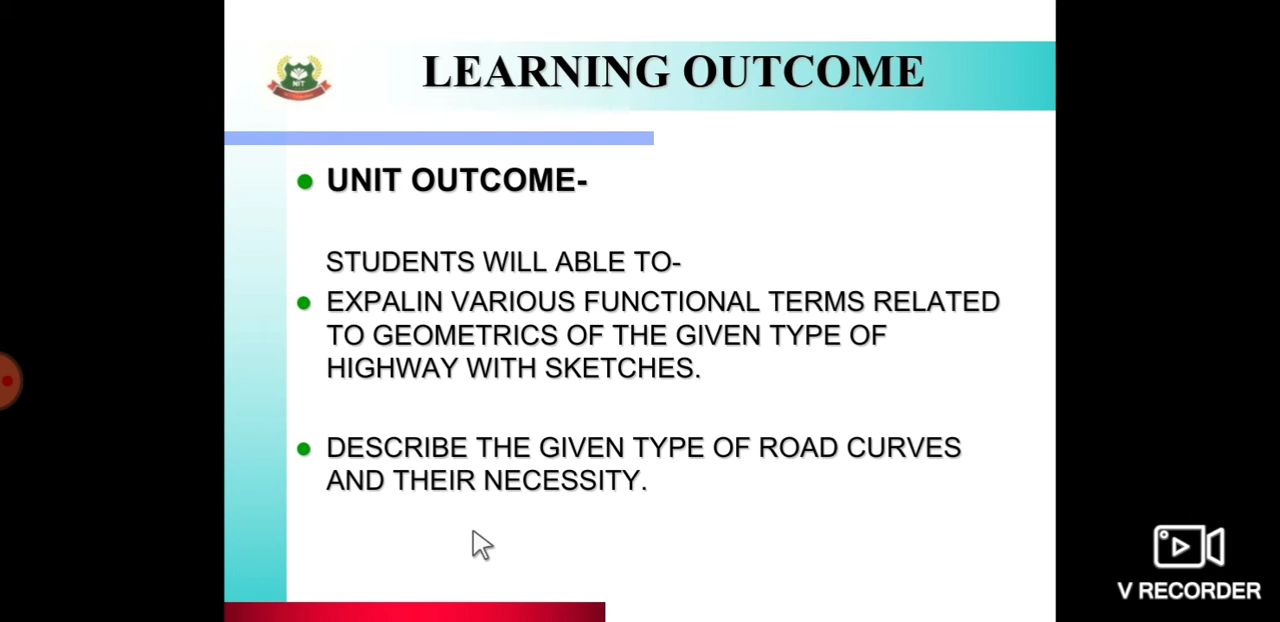 NIT
LEARNING OUTCOME
UNIT OUTCOME-
STUDENTS WILL ABLE TO-
EXPALIN VARIOUS FUNCTIONAL TERMS RELATED
TO GEOMETRICS OF THE GIVEN TYPE OF
HIGHWAY WITH SKETCHES.
DESCRIBE THE GIVEN TYPE OF ROAD CURVES
AND THEIR NECESSITY.
V RECORDER